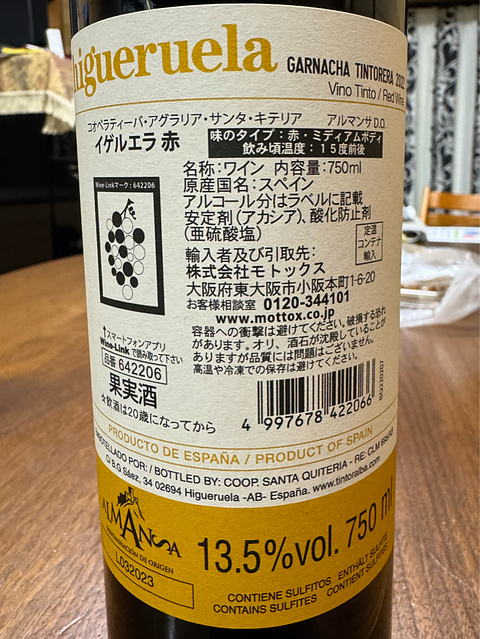 higueruela GARNACHA TINTORERA 2022
Vino Tinto / Red Wine
コオペラティーバ・アグラリア・サンタ・キテリア アルマンサD.O.
イゲルエラ 赤
味のタイプ：赤・ミディアムボディ
飲み頃温度：15度前後
Wine-Linkマーク：642206
名称：ワイン 内容量：750ml
原産国名：スペイン
アルコール分はラベルに記載
安定剤（アカシア）、酸化防止剤
（亜硫酸塩）
定温
コンテナ
輸入
輸入者及び引取先：
株式会社モトックス
大阪府東大阪市小阪本町1-6-20
お客様相談室 0120-344101
www.mottox.co.jp
スマートフォンアプリ
Wine-Linkで読み取って下さい
品番 642206
果実酒
☆飲酒は20歳になってから
容器への衝撃は避けてください。破損する恐れ
があります。オリ、酒石が沈殿していることが
ありますが品質には問題はございません。
高温や冷凍での保存は避けてください。
4 997678 422066
PRODUCTO DE ESPAÑA / PRODUCT OF SPAIN
POR: / BOTTLED BY: COOP. SANTA QUITERIA - RE:
C/ B.Q Sáez, 34 02694 Higueruela -AB- España. www.tintoralba.com
ALMANSA
DENOMINACIÓN DE ORIGEN
L032023
13.5%vol. 750 ml
CONTIENE SULFITOS ENTHÄLT SULFITE
CONTAINS SULFITES CONTIENT SULFITES